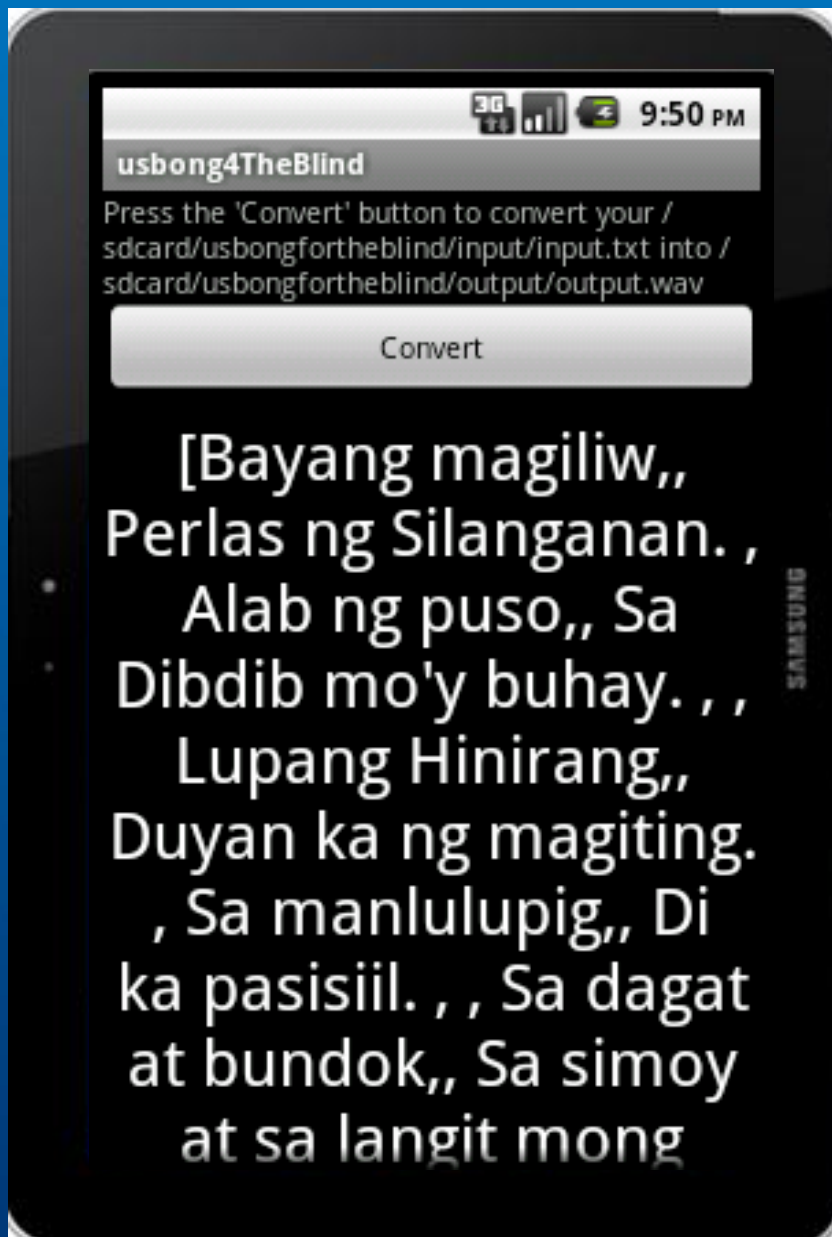 3G 9:50 PM
usbong4TheBlind
Press the 'Convert' button to convert your /
sdcard/usbongfortheblind/input/input.txt into /
sdcard/usbongfortheblind/output/output.wav
Convert
[Bayang magiliw,,
Perlas ng Silanganan. ,
Alab ng puso,, Sa
Dibdib mo'y buhay. , ,
Lupang Hinirang,,
Duyan ka ng magiting.
, Sa manlulupig,, Di
ka pasisiil. , , Sa dagat
at bundok,, Sa simoy
at sa langit mong
SAMSUNG